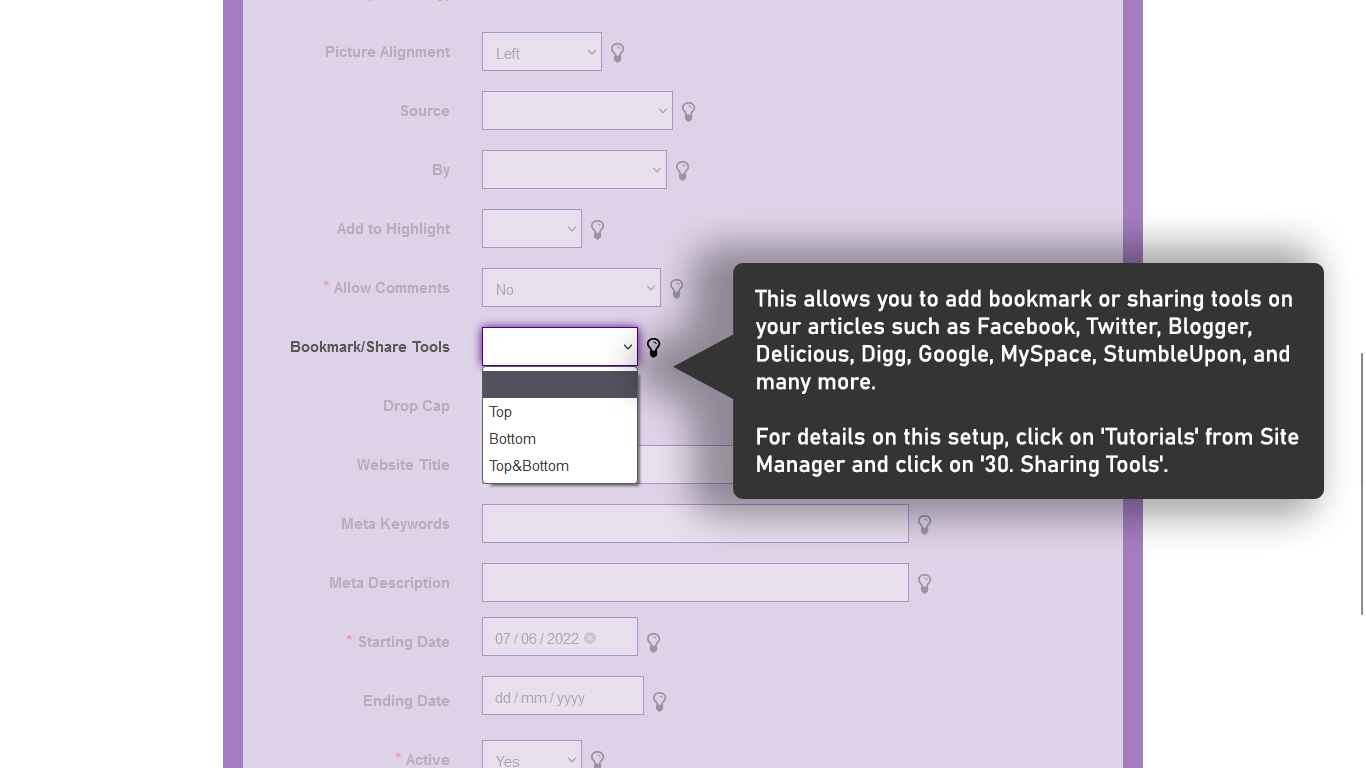 Picture Alignment
Left
Source
By
Add to Highlight
* Allow Comments
No
Bookmark/Share Tools
Top
Bottom
Top&Bottom
This allows you to add bookmark or sharing tools on
your articles such as Facebook, Twitter, Blogger,
Delicious, Digg, Google, MySpace, StumbleUpon, and
many more.
For details on this setup, click on 'Tutorials' from Site
Manager and click on '30. Sharing Tools'.
Drop Cap
Website Title
Meta Keywords
Meta Description
* Starting Date
07 / 06 / 2022
Ending Date
dd / mm / yyyy
* Active
Yes